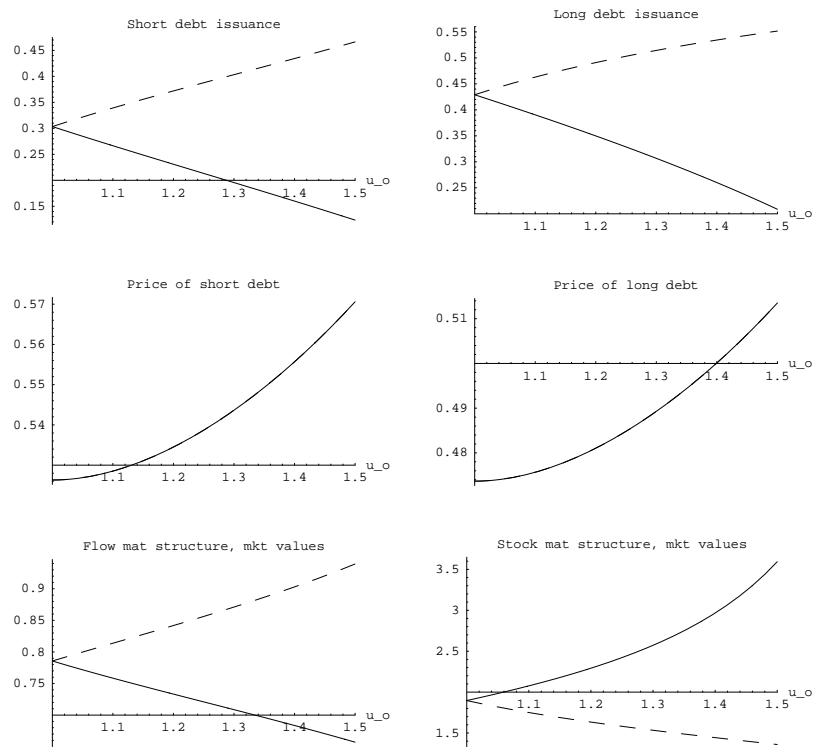 Short debt issuance
0.45
0.4
0.35
0.3
0.25
0.15
1.1 1.2 1.3 1.4 1.5
u_o
Long debt issuance
0.55
0.5
0.45
0.4
0.35
0.3
0.25
1.1 1.2 1.3 1.4 1.5
u_o
Price of short debt
0.57
0.56
0.55
0.54
1.1 1.2 1.3 1.4 1.5
u_o
Price of long debt
0.51
0.49
0.48
1.1 1.2 1.3 1.4 1.5
u_o
Flow mat structure, mkt values
0.9
0.85
0.8
0.75
1.1 1.2 1.3 1.4 1.5
u_o
Stock mat structure, mkt values
3.5
3
2.5
1.5
1.1 1.2 1.3 1.4 1.5
u_o